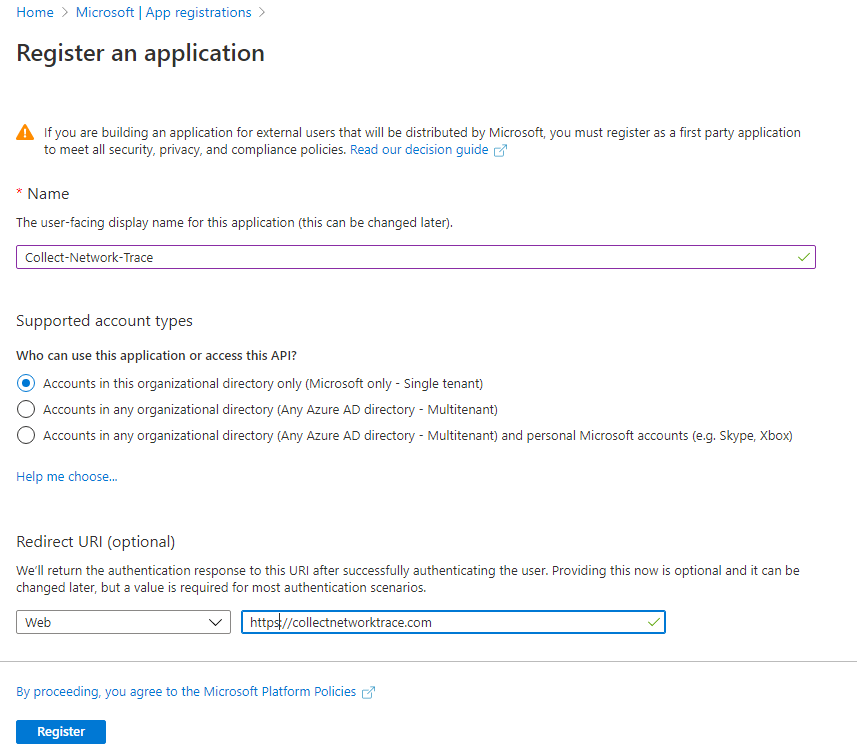 Home > Microsoft | App registrations >
Register an application
If you are building an application for external users that will be distributed by Microsoft, you must register as a first party application
to meet all security, privacy, and compliance policies. Read our decision guide
* Name
The user-facing display name for this application (this can be changed later).
Collect-Network-Trace
Supported account types
Who can use this application or access this API?
Accounts in this organizational directory only (Microsoft only - Single tenant)
Accounts in any organizational directory (Any Azure AD directory - Multitenant)
Accounts in any organizational directory (Any Azure AD directory - Multitenant) and personal Microsoft accounts (e.g. Skype, Xbox)
Help me choose...
Redirect URI (optional)
We'll return the authentication response to this URI after successfully authenticating the user. Providing this now is optional and it can be
changed later, but a value is required for most authentication scenarios.
Web https://collectnetworktrace.com
By proceeding, you agree to the Microsoft Platform Policies
Register